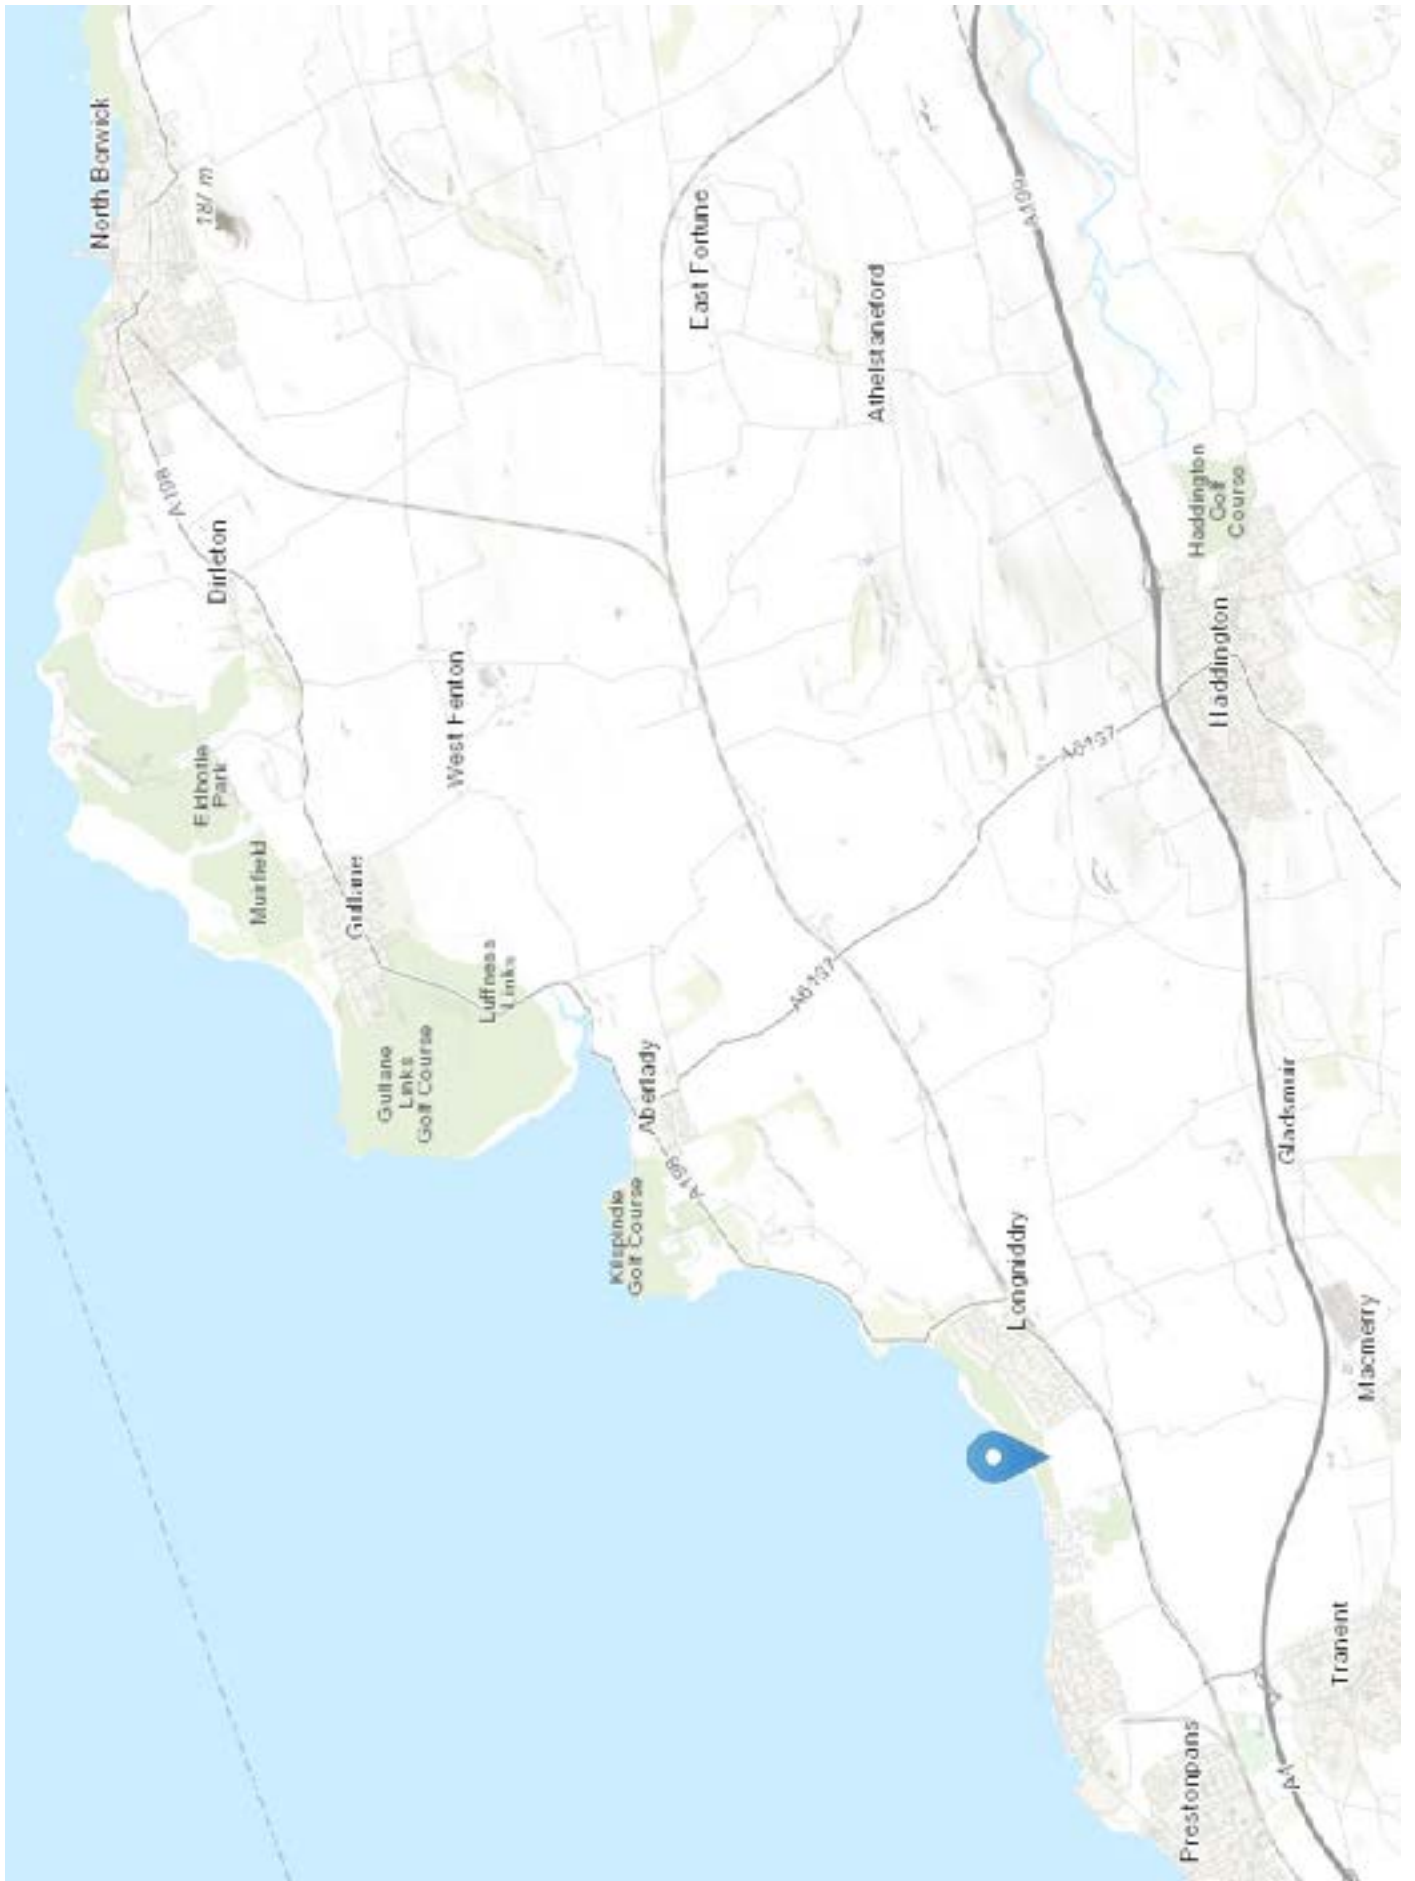 North Berwick
187 m
A198
Dirleton
Eldbotle
Park
Muirfield
Gullane
West Fenton
East Fortune
Luffness
Links
Gullane
Links
Golf Course
A199
Athelstaneford
Aberlady
Kilspindie
Golf Course
A198
A6137
A6137
Haddington
Golf
Course
Haddington
Longniddry
Gladsmuir
Macmerry
Prestonpans
Tranent
A1